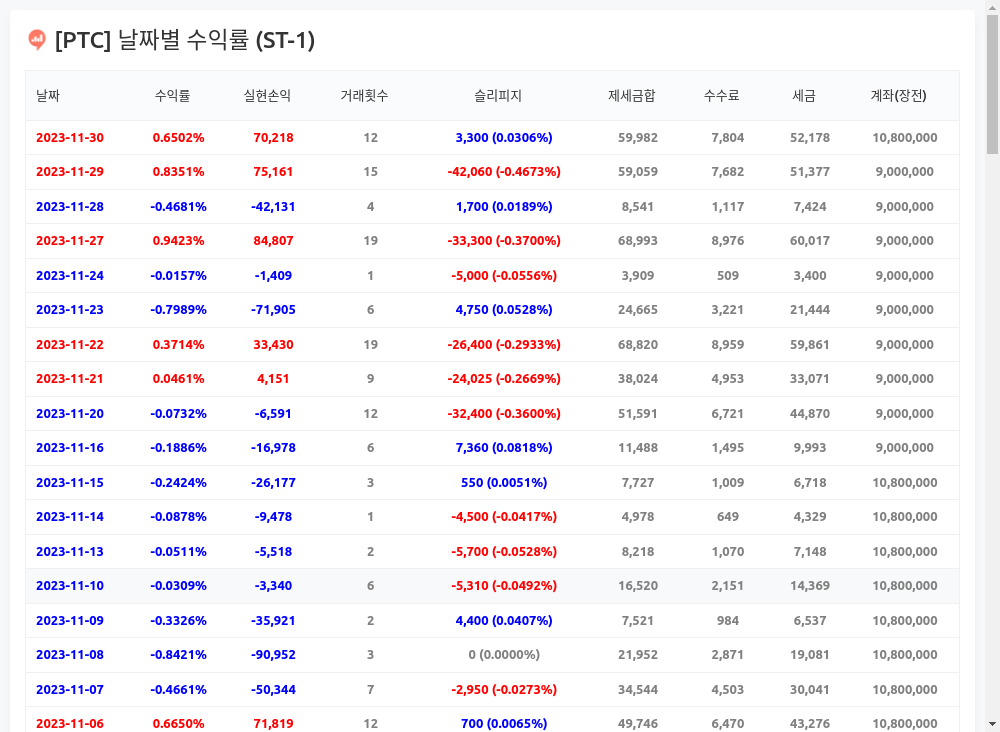 [PTC] 날짜별 수익률 (ST-1)
날짜 수익률 실현손익 거래횟수 슬리피지 제세금합 수수료 세금 계좌(장전)
2023-11-30 0.6502% 70,218 12 3,300 (0.0306%) 59,982 7,804 52,178 10,800,000
2023-11-29 0.8351% 75,161 15 -42,060 (-0.4673%) 59,059 7,682 51,377 9,000,000
2023-11-28 -0.4681% -42,131 4 1,700 (0.0189%) 8,541 1,117 7,424 9,000,000
2023-11-27 0.9423% 84,807 19 -33,300 (-0.3700%) 68,993 8,976 60,017 9,000,000
2023-11-24 -0.0157% -1,409 1 -5,000 (-0.0556%) 3,909 509 3,400 9,000,000
2023-11-23 -0.7989% -71,905 6 4,750 (0.0528%) 24,665 3,221 21,444 9,000,000
2023-11-22 0.3714% 33,430 19 -26,400 (-0.2933%) 68,820 8,959 59,861 9,000,000
2023-11-21 0.0461% 4,151 9 -24,025 (-0.2669%) 38,024 4,953 33,071 9,000,000
2023-11-20 -0.0732% -6,591 12 -32,400 (-0.3600%) 51,591 6,721 44,870 9,000,000
2023-11-16 -0.1886% -16,978 6 7,360 (0.0818%) 11,488 1,495 9,993 9,000,000
2023-11-15 -0.2424% -26,177 3 550 (0.0051%) 7,727 1,009 6,718 10,800,000
2023-11-14 -0.0878% -9,478 1 -4,500 (-0.0417%) 4,978 649 4,329 10,800,000
2023-11-13 -0.0511% -5,518 2 -5,700 (-0.0528%) 8,218 1,070 7,148 10,800,000
2023-11-10 -0.0309% -3,340 6 -5,310 (-0.0492%) 16,520 2,151 14,369 10,800,000
2023-11-09 -0.3326% -35,921 2 4,400 (0.0407%) 7,521 984 6,537 10,800,000
2023-11-08 -0.8421% -90,952 3 0 (0.0000%) 21,952 2,871 19,081 10,800,000
2023-11-07 -0.4661% -50,344 7 -2,950 (-0.0273%) 34,544 4,503 30,041 10,800,000
2023-11-06 0.6650% 71,819 12 700 (0.0065%) 49,746 6,470 43,276 10,800,000